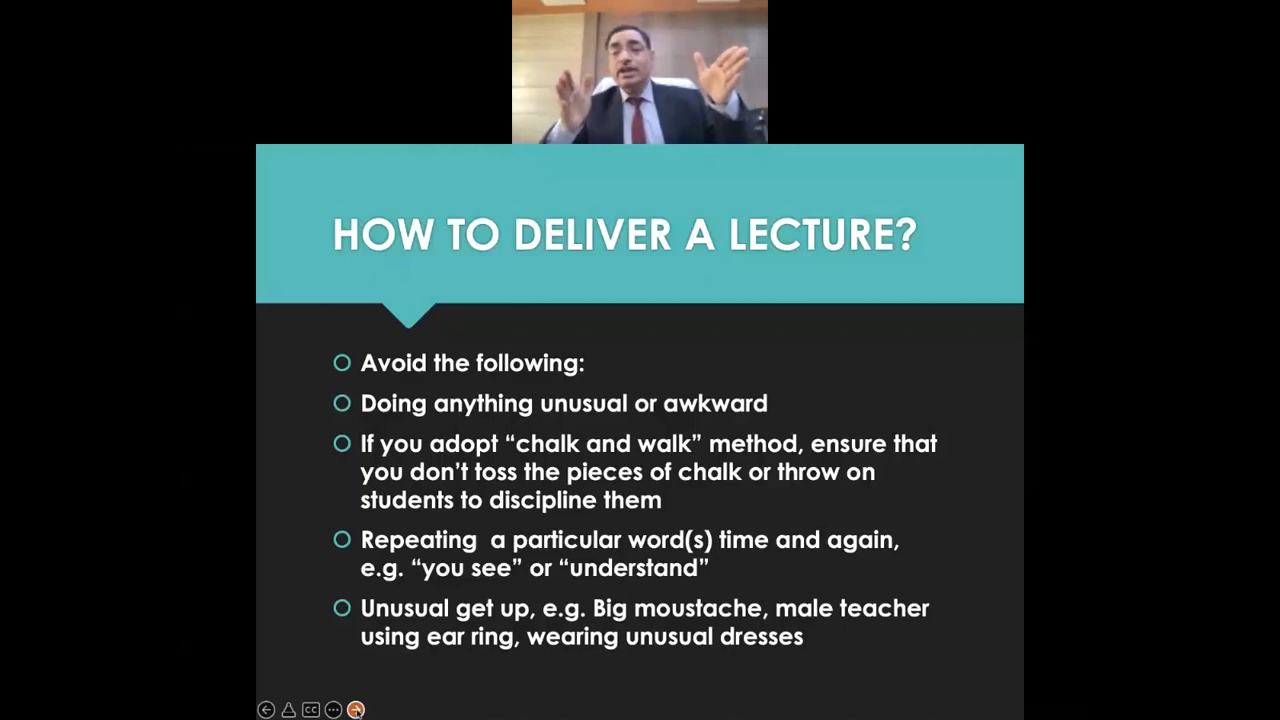 HOW TO DELIVER A LECTURE?
Avoid the following:
Doing anything unusual or awkward
If you adopt “chalk and walk” method, ensure that
you don’t toss the pieces of chalk or throw on
students to discipline them
Repeating a particular word(s) time and again,
e.g. “you see” or “understand”
Unusual get up, e.g. Big moustache, male teacher
using ear ring, wearing unusual dresses
CC